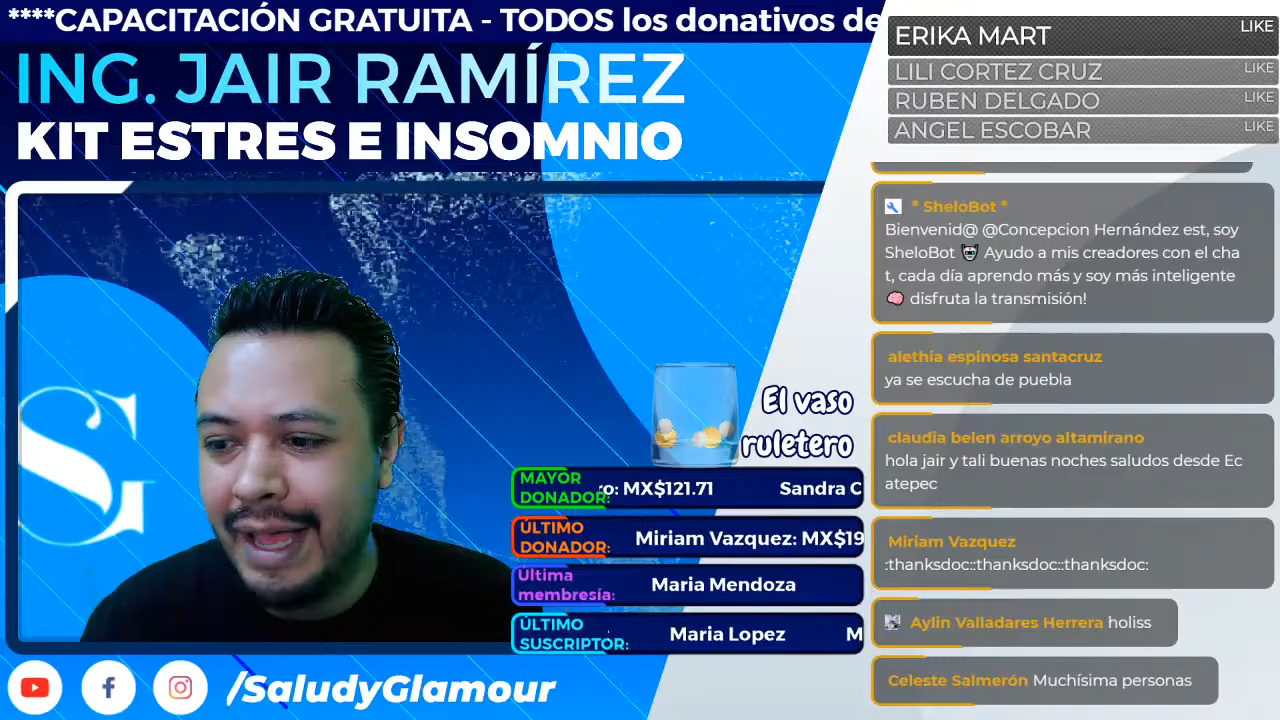 ****CAPACITACIÓN GRATUITA - TODOS los donativos de
ING. JAIR RAMÍREZ
KIT ESTRES E INSOMNIO
S
El vaso
ruletero
MAYOR
DONADOR:
ro: MX$121.71 Sandra C
ÚLTIMO
DONADOR:
Miriam Vazquez: MX$19
Última
membresía:
Maria Mendoza
ÚLTIMO
SUSCRIPTOR:
Maria Lopez M
/SaludyGlamour
ERIKA MART LIKE
LILI CORTEZ CRUZ LIKE
RUBEN DELGADO LIKE
ANGEL ESCOBAR LIKE
* SheloBot *
Bienvenid@ @Concepcion Hernández est, soy
SheloBot Ayudo a mis creadores con el cha
t, cada día aprendo más y soy más inteligente
disfruta la transmisión!
alethia espinosa santacruz
ya se escucha de puebla
claudia belen arroyo altamirano
hola jair y tali buenas noches saludos desde Ec
atepec
Miriam Vazquez
:thanksdoc::thanksdoc::thanksdoc:
Aylin Valladares Herrera holiss
Celeste Salmerón Muchísima personas